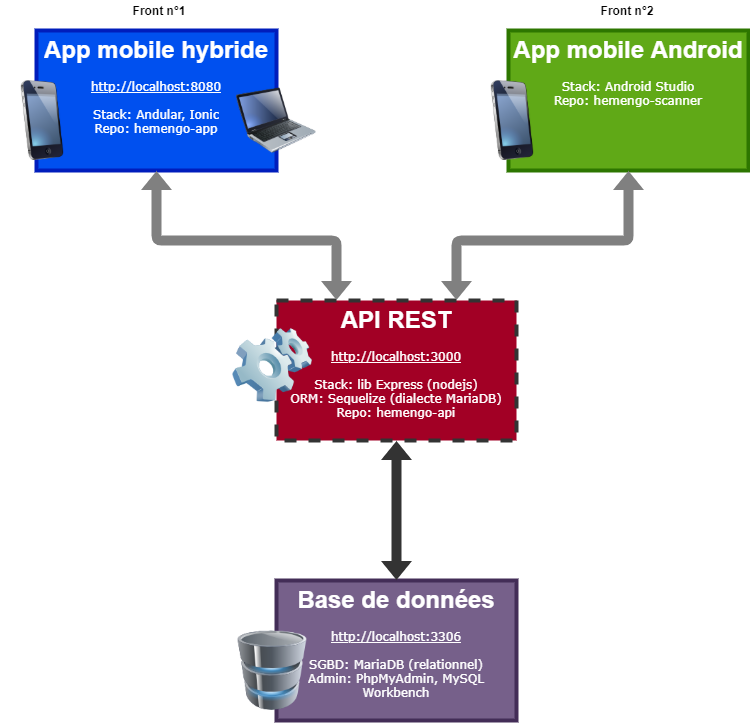 Front n°1
App mobile hybride
http://localhost:8080
Stack: Andular, Ionic
Repo: hemengo-app
Front n°2
App mobile Android
Stack: Android Studio
Repo: hemengo-scanner
API REST
http://localhost:3000
Stack: lib Express (nodejs)
ORM: Sequelize (dialecte MariaDB)
Repo: hemengo-api
Base de données
http://localhost:3306
SGBD: MariaDB (relationnel)
Admin: PhpMyAdmin, MySQL
Workbench